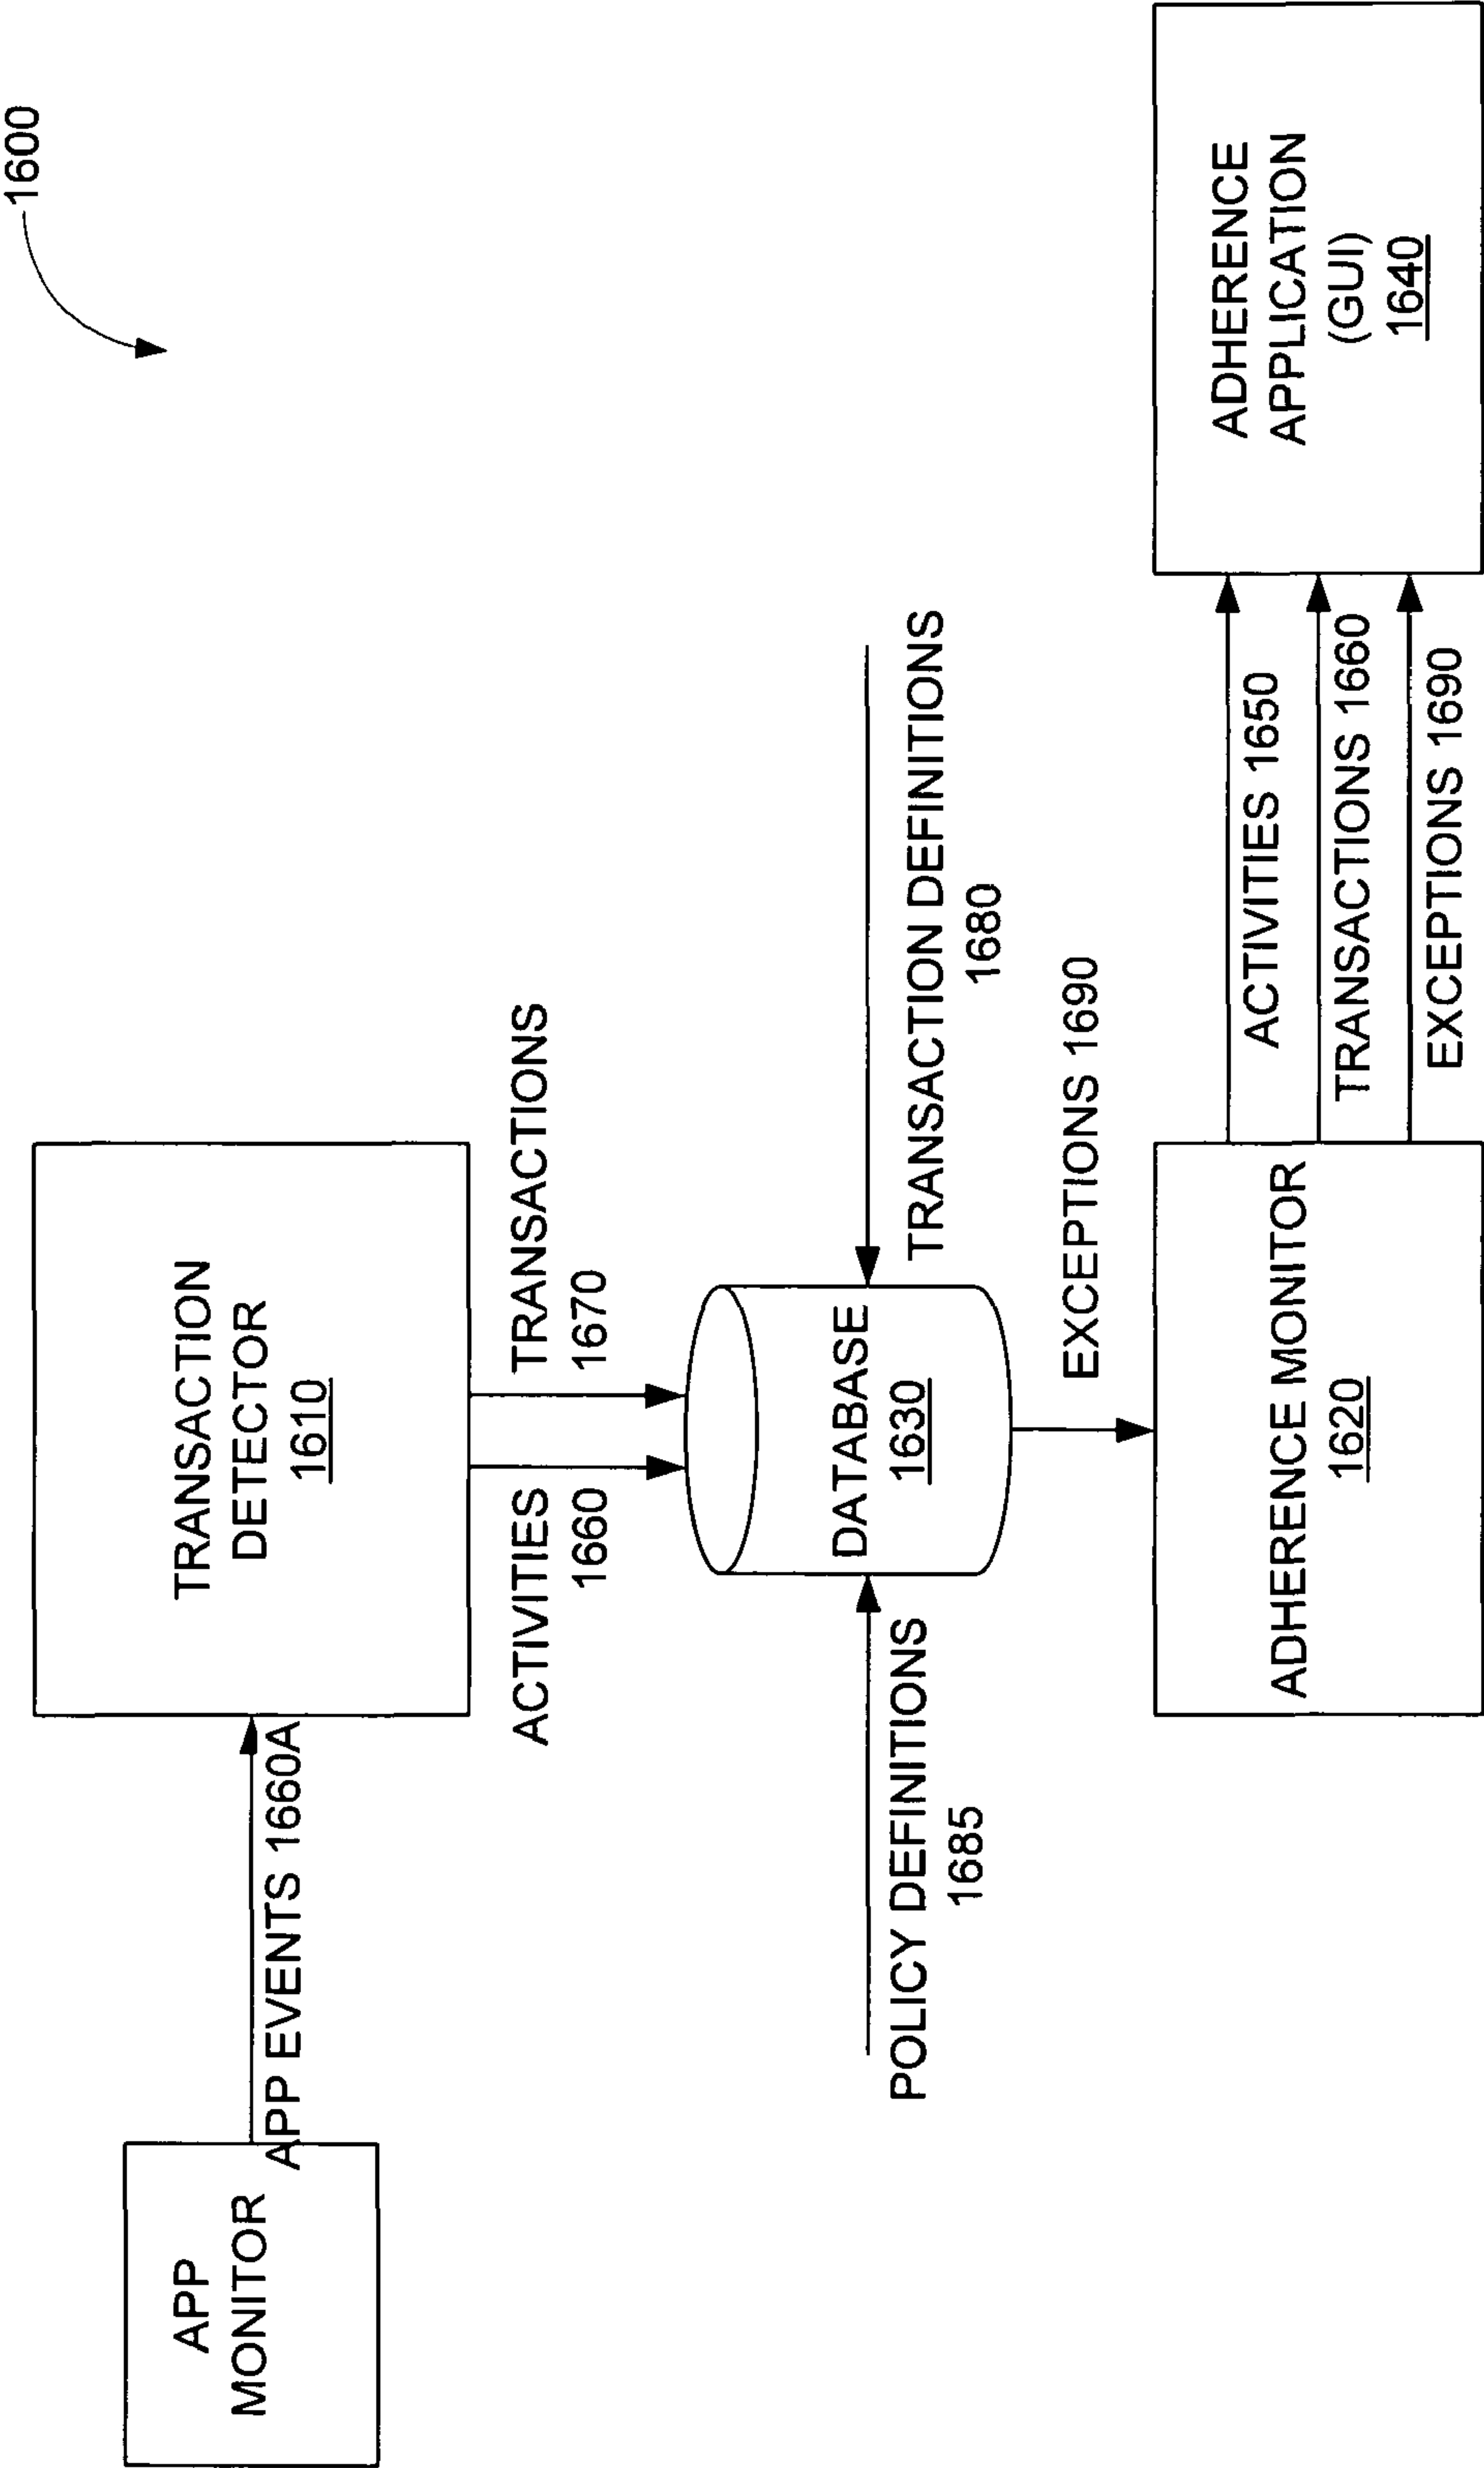 1600
APP
MONITOR
APP EVENTS 1660A
TRANSACTION
DETECTOR
1610
ACTIVITIES
1660
TRANSACTIONS
1670
POLICY DEFINITIONS
1685
DATABASE
1630
TRANSACTION DEFINITIONS
1680
EXCEPTIONS 1690
ADHERENCE MONITOR
1620
ACTIVITIES 1650
TRANSACTIONS 1660
EXCEPTIONS 1690
ADHERENCE
APPLICATION
(GUI)
1640